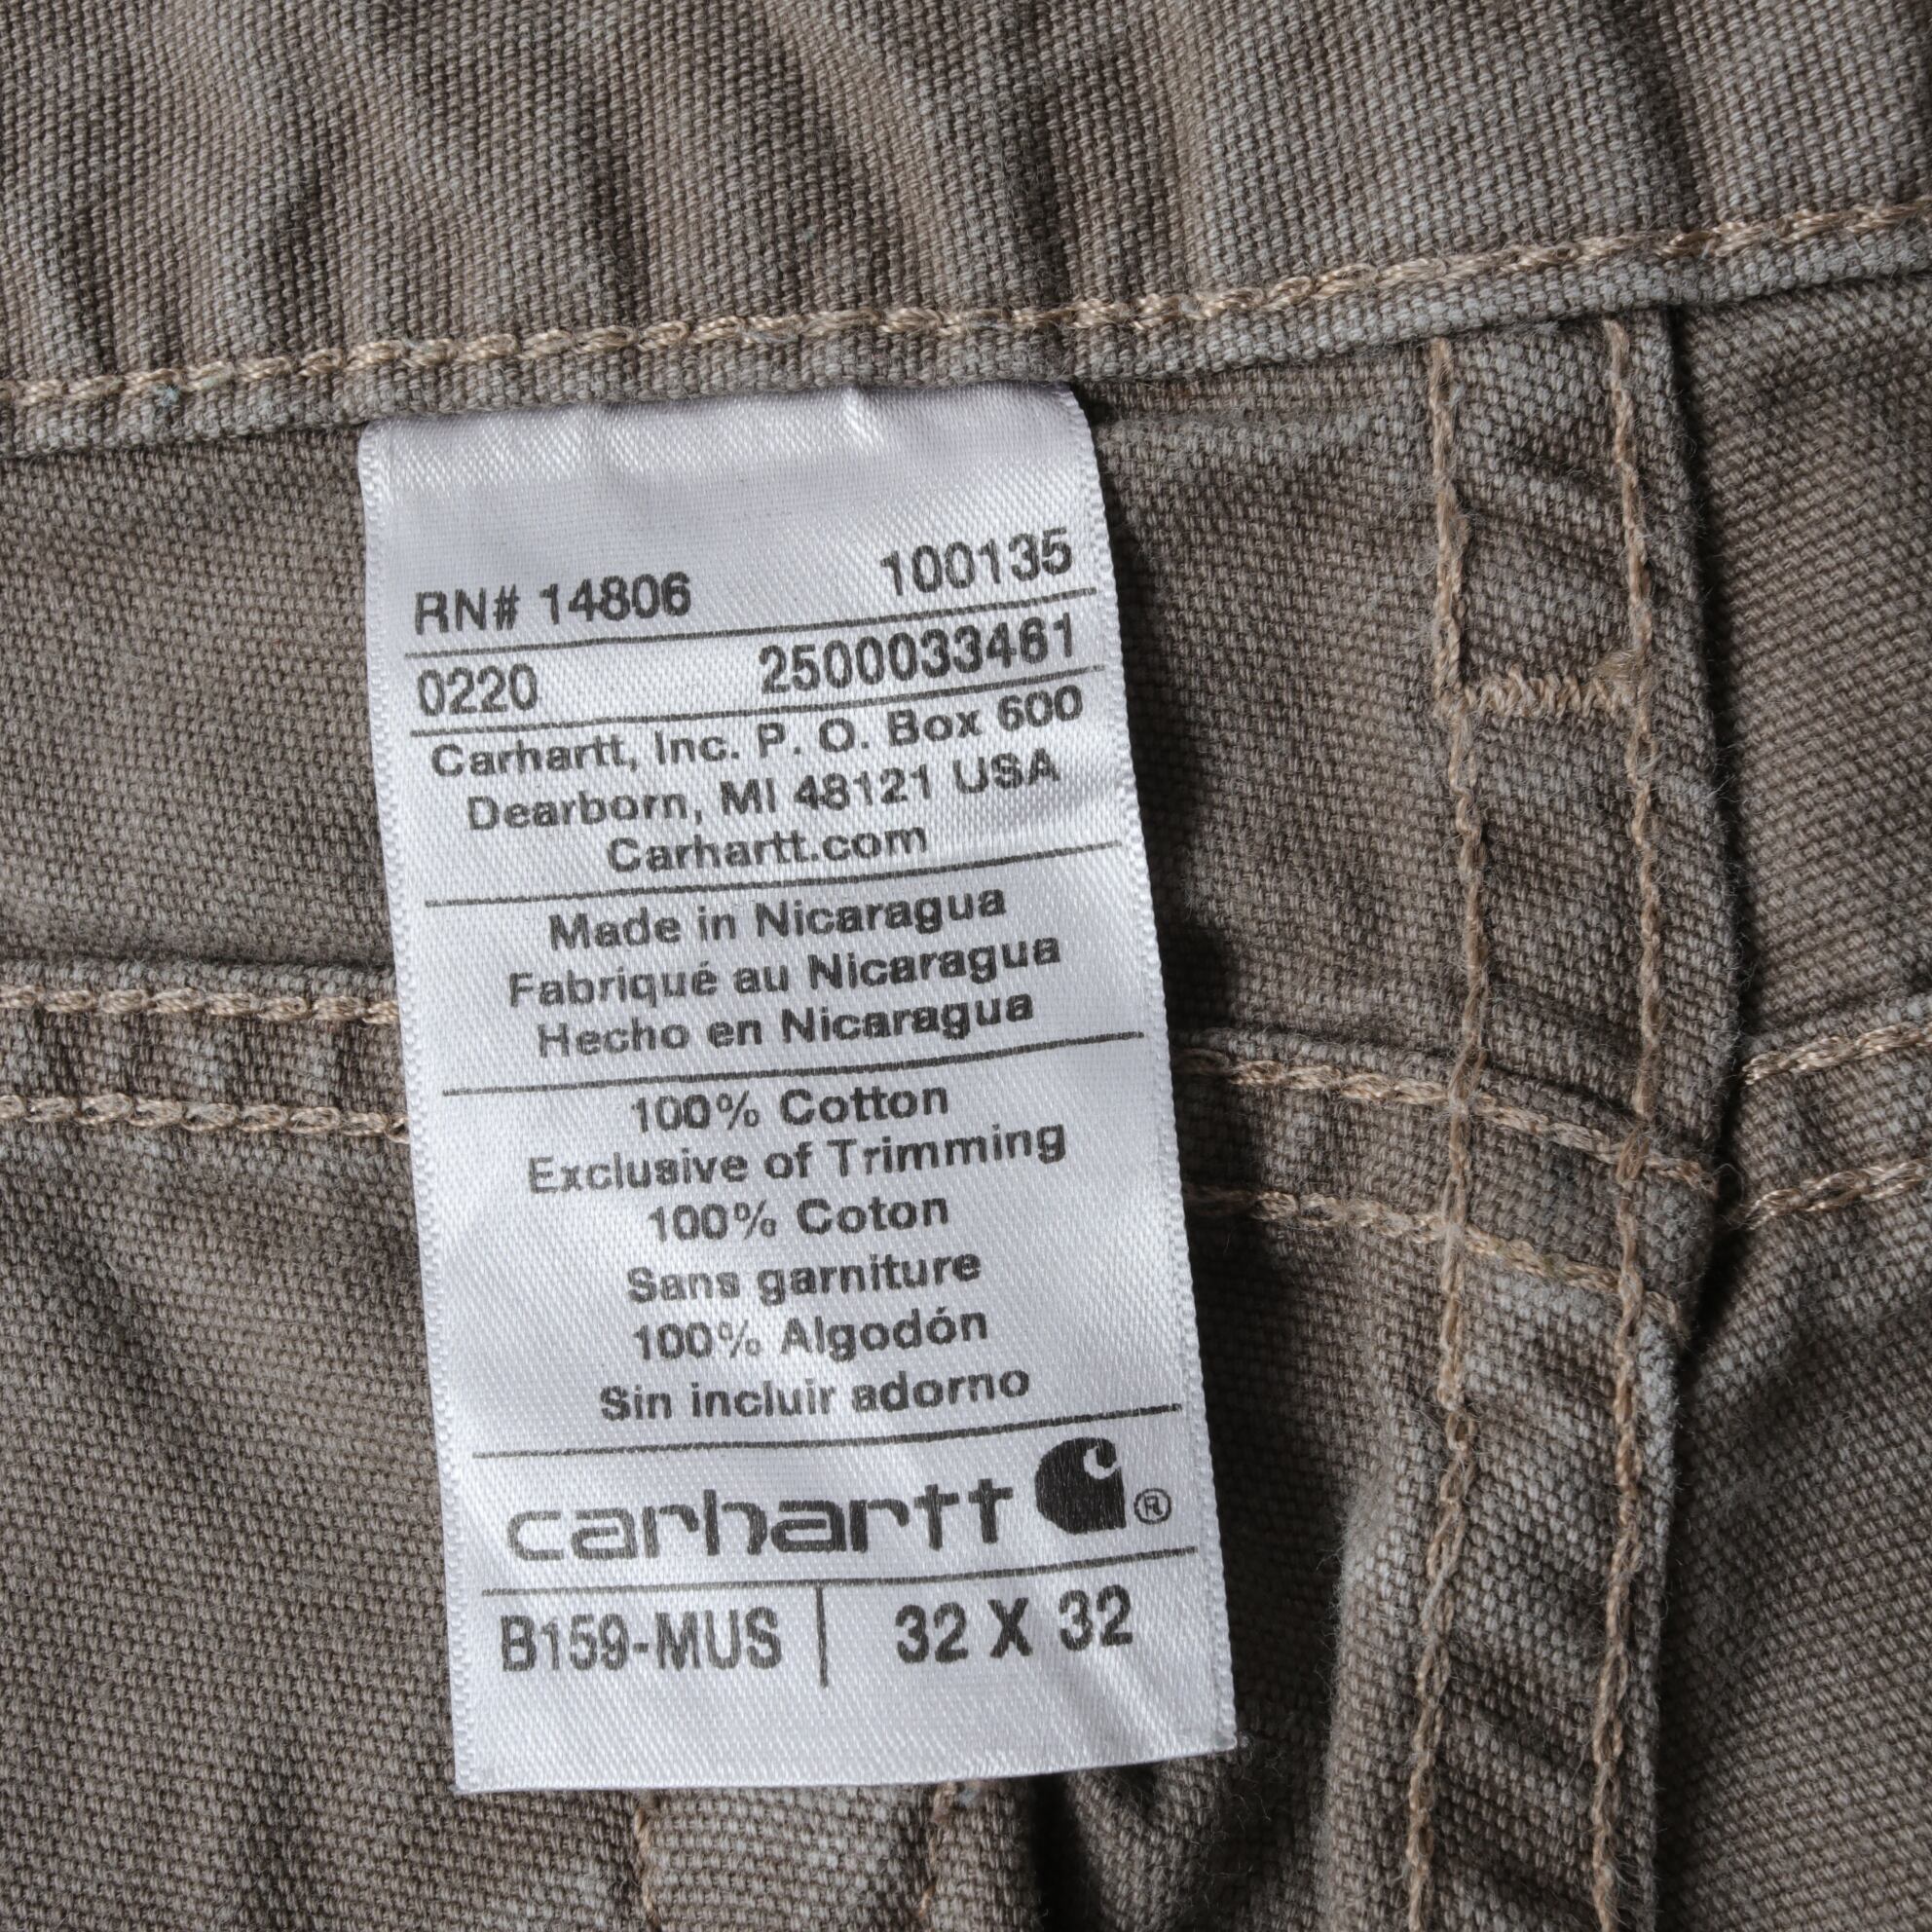 RN# 14806 100135
0220 2500033461
Carhartt, Inc. P. O. Box 600
Dearborn, MI 48121 USA
Carhartt.com
Made in Nicaragua
Fabriqué au Nicaragua
Hecho en Nicaragua
100% Cotton
Exclusive of Trimming
100% Coton
Sans garniture
100% Algodón
Sin incluir adorno
carhartt ®
B159-MUS 32 X 32